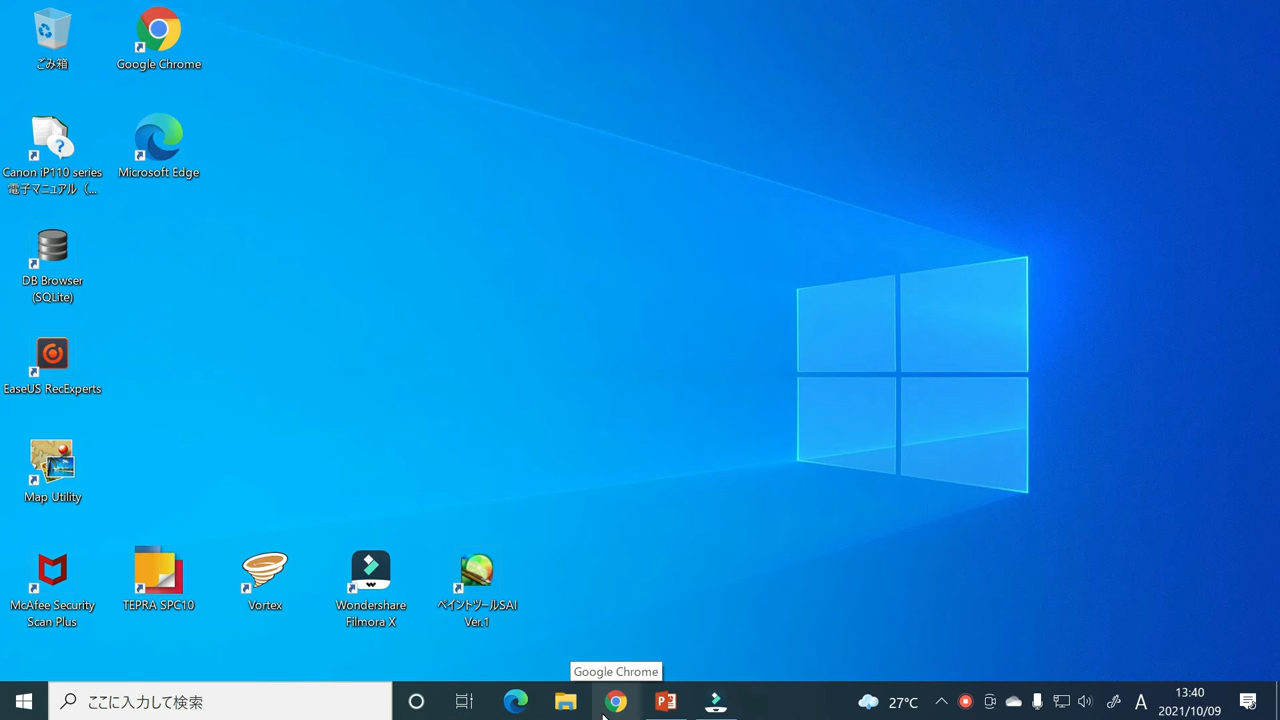 ごみ箱
Google Chrome
Canon iP110 series
電子マニュアル（...
Microsoft Edge
DB Browser
(SQLite)
EaseUS RecExperts
Map Utility
McAfee Security
Scan Plus
TEPRA SPC10
Vortex
Wondershare
Filmora X
ペイントツールSAI
Ver.1
Google Chrome
ここに入力して検索
27°C
A
13:40
2021/10/09